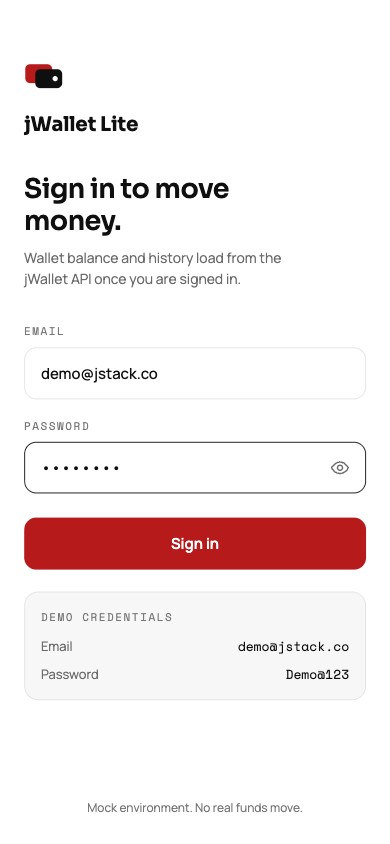 jWallet Lite
Sign in to move
money.
Wallet balance and history load from the
jWallet API once you are signed in.
EMAIL
demo@jstack.co
PASSWORD
••••••••
Sign in
DEMO CREDENTIALS
Email demo@jstack.co
Password Demo@123
Mock environment. No real funds move.